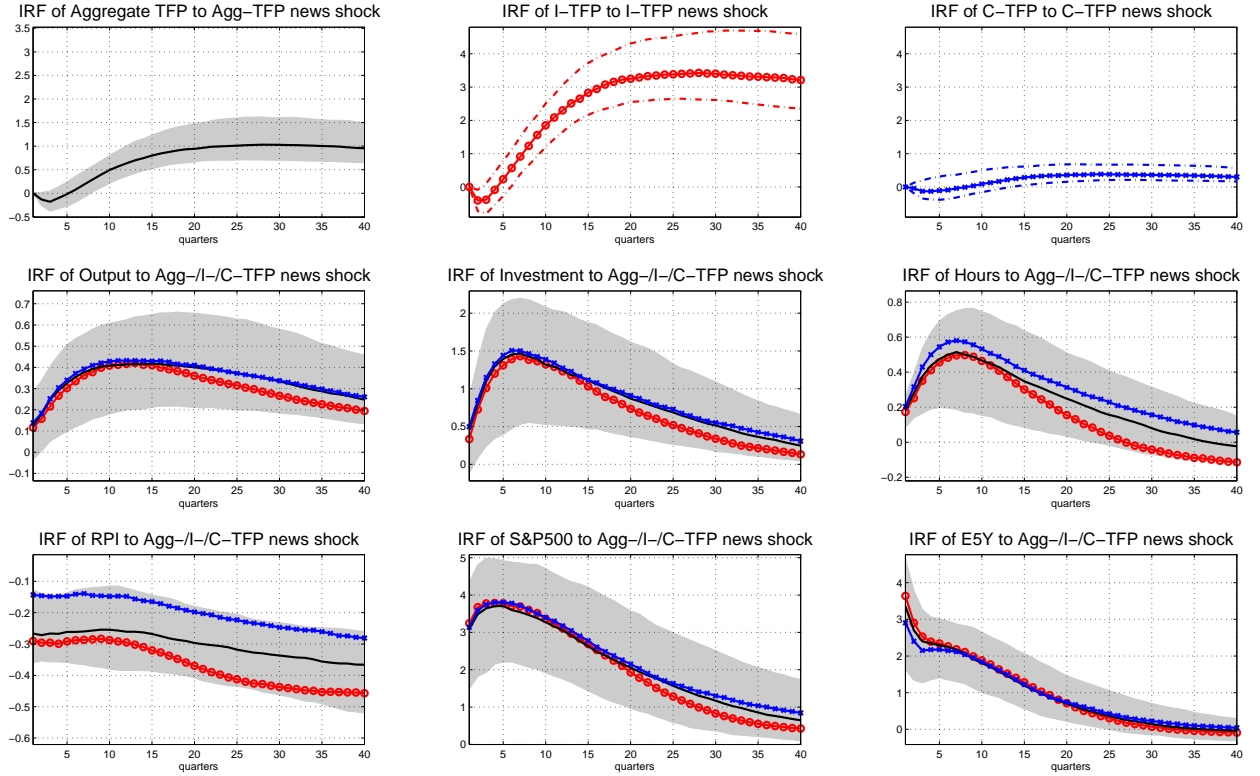 IRF of Aggregate TFP to Agg−TFP news shock
3.5
3
2.5
2
1.5
1
0.5
0
−0.5
5 10 15 20 25 30 35 40
quarters
IRF of I−TFP to I−TFP news shock
4
3
2
1
0
5 10 15 20 25 30 35 40
quarters
IRF of C−TFP to C−TFP news shock
4
3
2
1
0
5 10 15 20 25 30 35 40
quarters
IRF of Output to Agg−/I−/C−TFP news shock
0.7
0.6
0.5
0.4
0.3
0.2
0.1
0
−0.1
5 10 15 20 25 30 35 40
quarters
IRF of Investment to Agg−/I−/C−TFP news shock
2
1.5
1
0.5
0
5 10 15 20 25 30 35 40
quarters
IRF of Hours to Agg−/I−/C−TFP news shock
0.8
0.6
0.4
0.2
0
−0.2
5 10 15 20 25 30 35 40
quarters
IRF of RPI to Agg−/I−/C−TFP news shock
−0.1
−0.2
−0.3
−0.4
−0.5
−0.6
5 10 15 20 25 30 35 40
quarters
IRF of S&P500 to Agg−/I−/C−TFP news shock
5
4
3
2
1
0
5 10 15 20 25 30 35 40
quarters
IRF of E5Y to Agg−/I−/C−TFP news shock
4
3
2
1
0
5 10 15 20 25 30 35 40
quarters